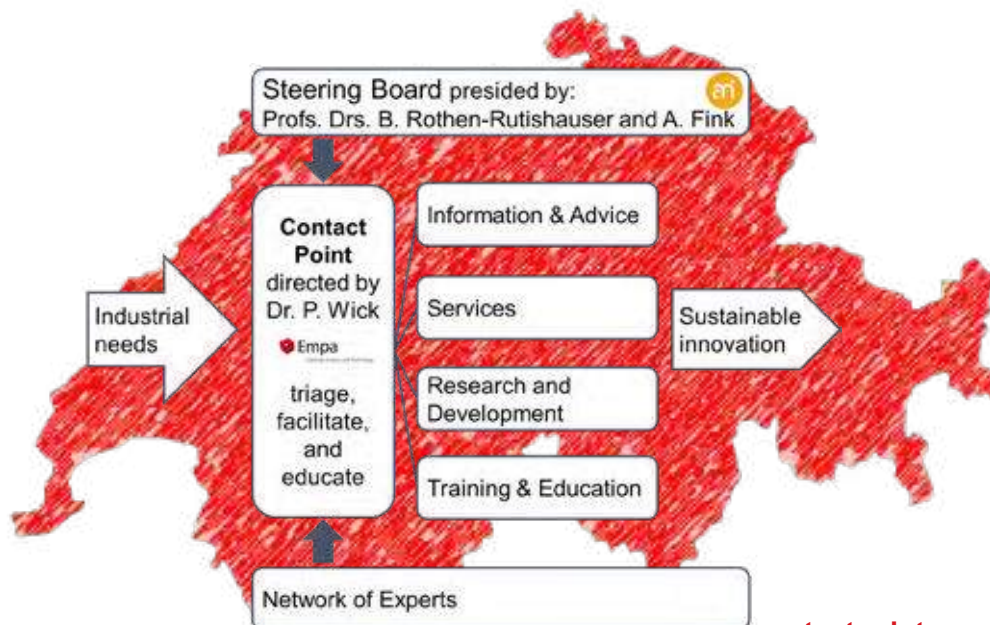 Steering Board presided by:
Profs. Drs. B. Rothen-Rutishauser and A. Fink
Contact
Point
directed by
Dr. P. Wick
Empa
triage,
facilitate,
and
educate
Industrial
needs
Information & Advice
Services
Research and
Development
Training & Education
Sustainable
innovation
Network of Experts